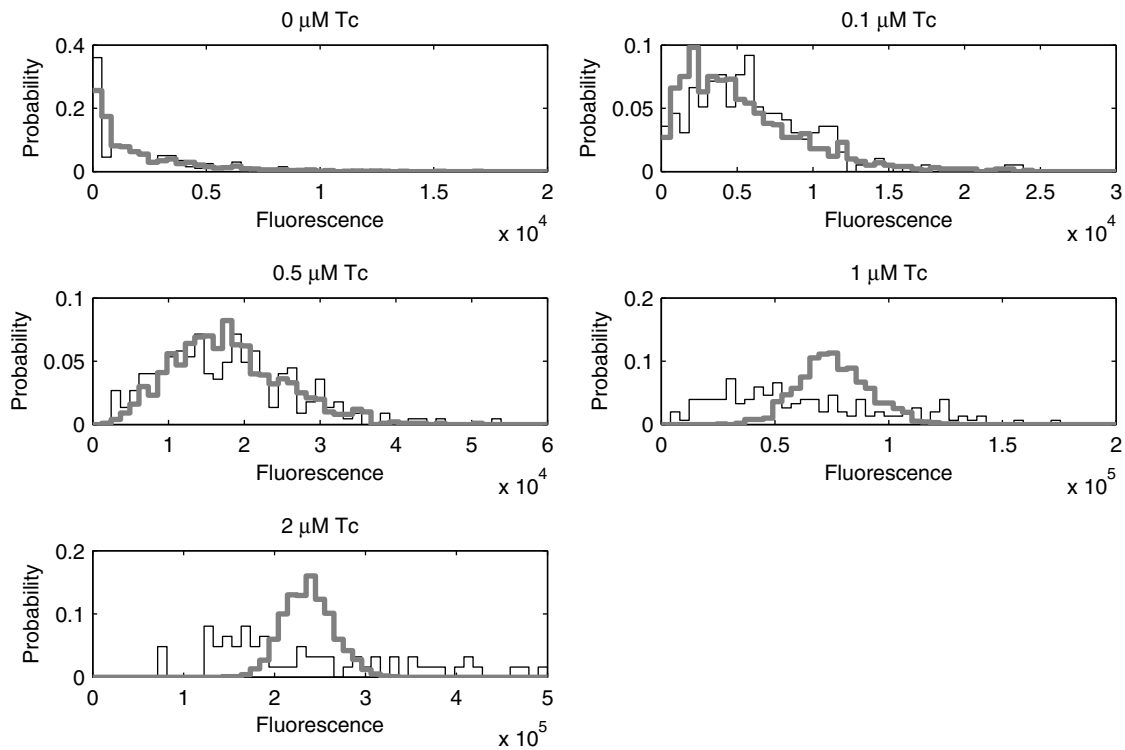 0 μM Tc
Probability
0.4
0.2
0
0 0.5 1 1.5 2
Fluorescence
x 10^4
0.1 μM Tc
Probability
0.1
0.05
0
0 0.5 1 1.5 2 2.5 3
Fluorescence
x 10^4
0.5 μM Tc
Probability
0.1
0.05
0
0 1 2 3 4 5 6
Fluorescence
x 10^4
1 μM Tc
Probability
0.2
0.1
0
0 0.5 1 1.5 2
Fluorescence
x 10^5
2 μM Tc
Probability
0.2
0.1
0
0 1 2 3 4 5
Fluorescence
x 10^5